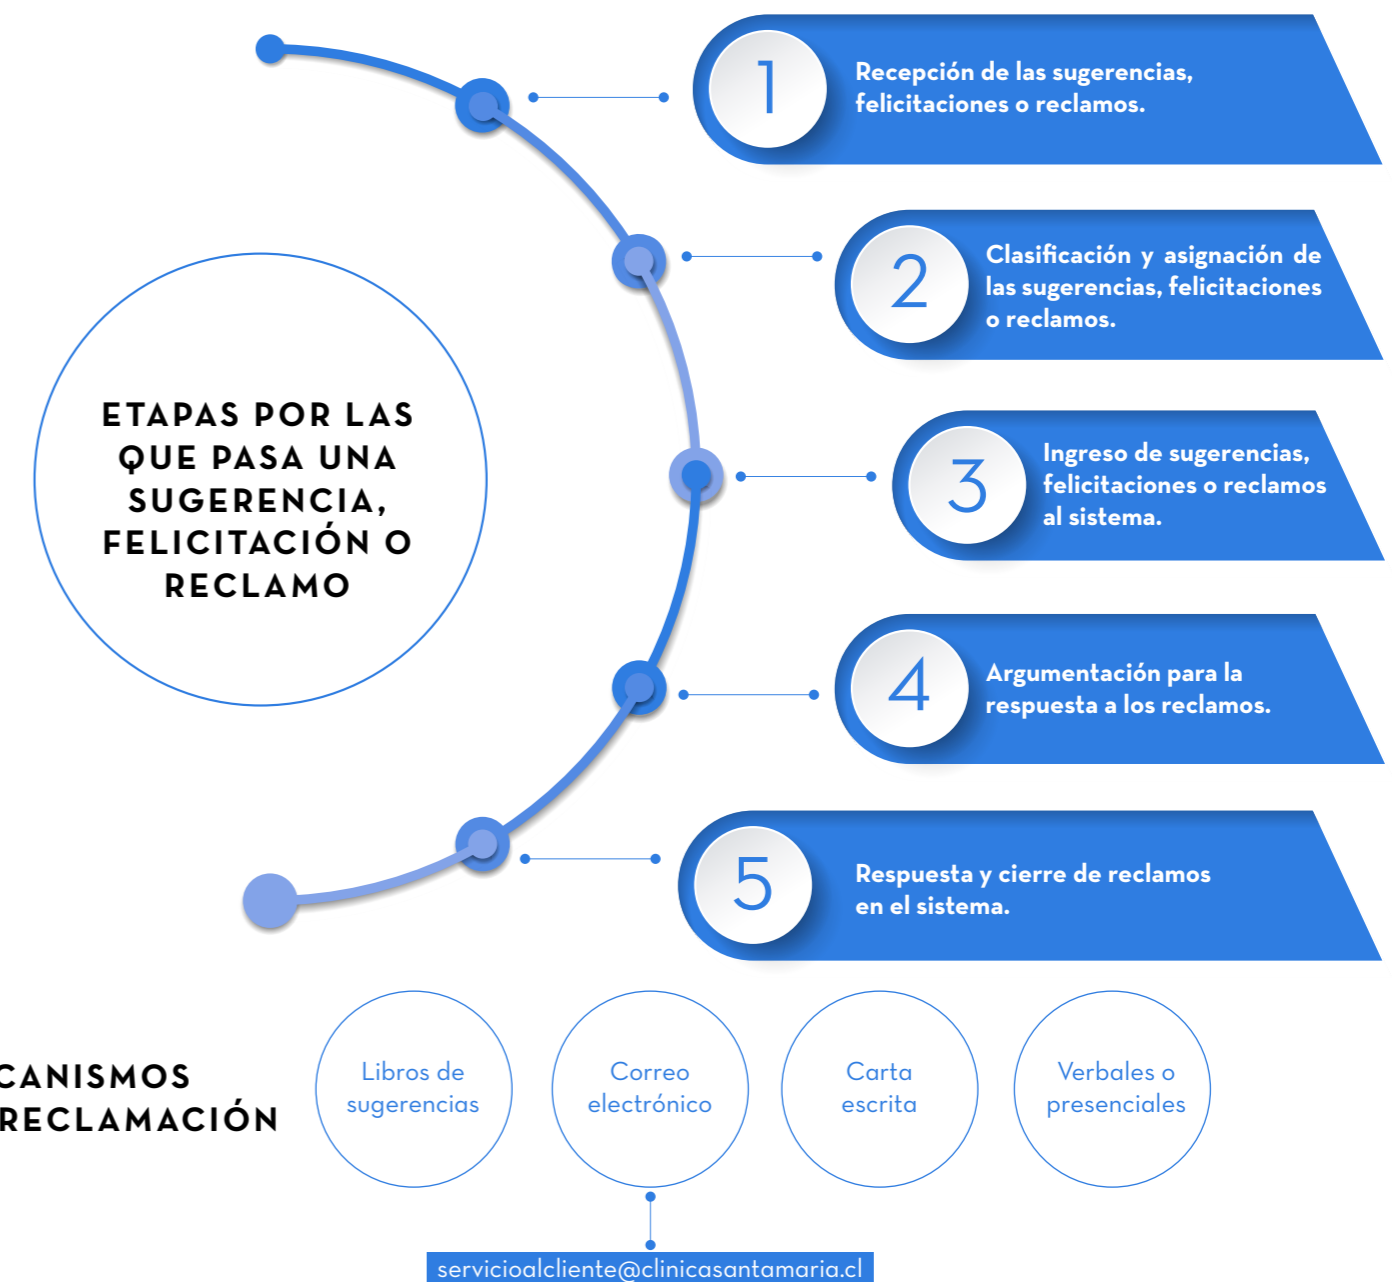 ETAPAS POR LAS
QUE PASA UNA
SUGERENCIA,
FELICITACIÓN O
RECLAMO
1
Recepción de las sugerencias,
felicitaciones o reclamos.
2
Clasificación y asignación de
las sugerencias, felicitaciones
o reclamos.
3
Ingreso de sugerencias,
felicitaciones o reclamos
al sistema.
4
Argumentación para la
respuesta a los reclamos.
5
Respuesta y cierre de reclamos
en el sistema.
CANISMOS
RECLAMACIÓN
Libros de
sugerencias
Correo
electrónico
Carta
escrita
Verbales o
presenciales
servicioalcliente@clinicasantamaria.cl